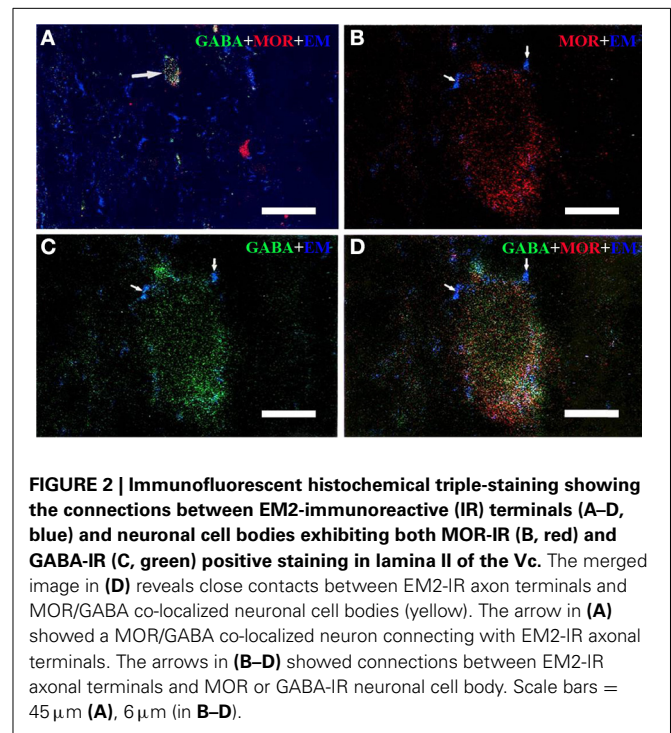 A
GABA+MOR+EM
B
MOR+EM
C
GABA+EM
D
GABA+MOR+EM
FIGURE 2 | Immunofluorescent histochemical triple-staining showing
the connections between EM2-immunoreactive (IR) terminals (A–D,
blue) and neuronal cell bodies exhibiting both MOR-IR (B, red) and
GABA-IR (C, green) positive staining in lamina II of the Vc. The merged
image in (D) reveals close contacts between EM2-IR axon terminals and
MOR/GABA co-localized neuronal cell bodies (yellow). The arrow in (A)
showed a MOR/GABA co-localized neuron connecting with EM2-IR axonal
terminals. The arrows in (B–D) showed connections between EM2-IR
axonal terminals and MOR or GABA-IR neuronal cell body. Scale bars =
45 μm (A), 6 μm (in B–D).